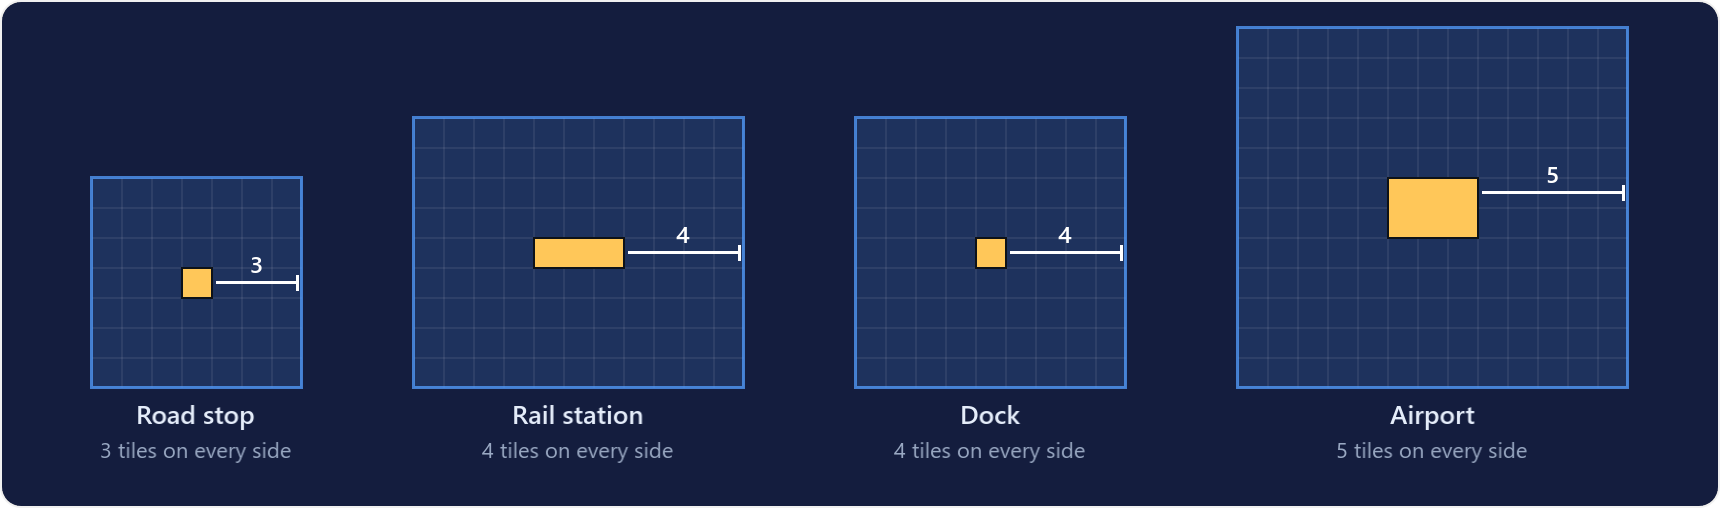 3
4
4
5
Road stop
3 tiles on every side
Rail station
4 tiles on every side
Dock
4 tiles on every side
Airport
5 tiles on every side